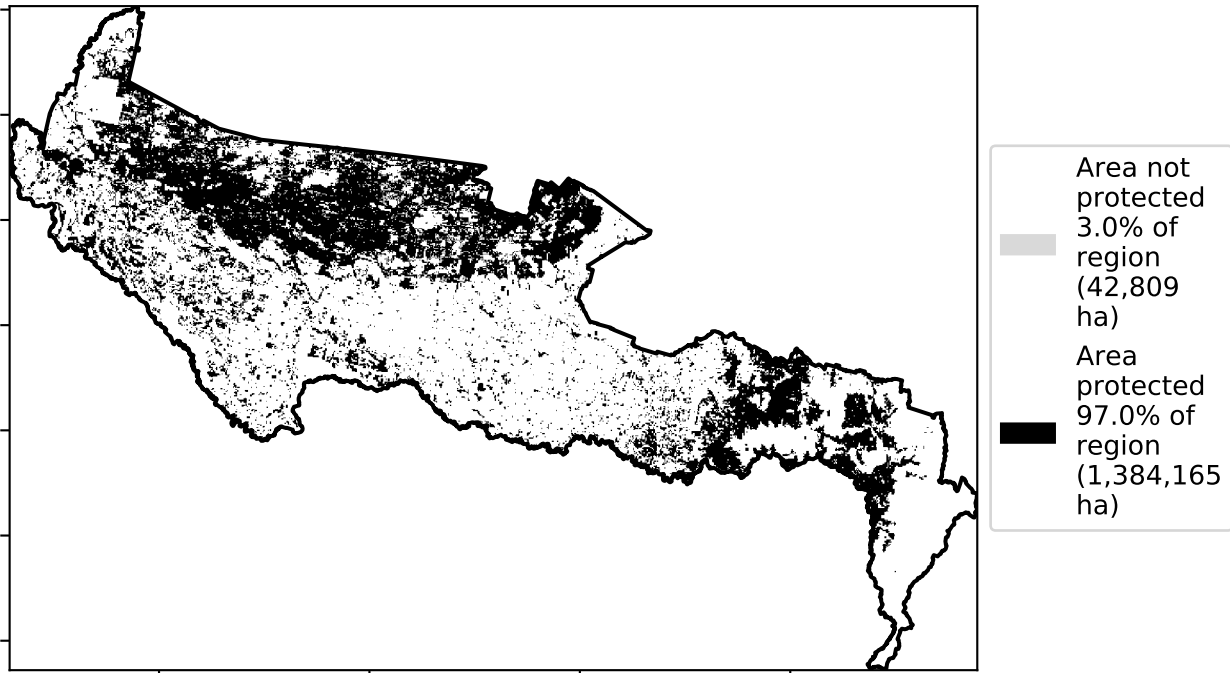 Area not
protected
3.0% of
region
(42,809
ha)
Area
protected
97.0% of
region
(1,384,165
ha)